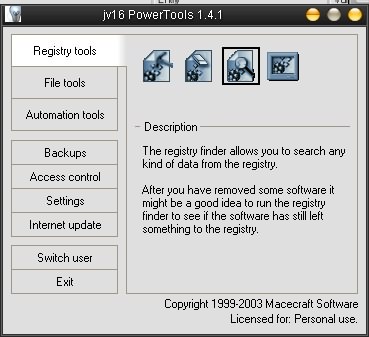 jv16 PowerTools 1.4.1
Registry tools
File tools
Automation tools
Backups
Access control
Settings
Internet update
Switch user
Exit
Description
The registry finder allows you to search any
kind of data from the registry.
After you have removed some software it
might be a good idea to run the registry
finder to see if the software has still left
something to the registry.
Copyright 1999-2003 Macecraft Software
Licensed for: Personal use.